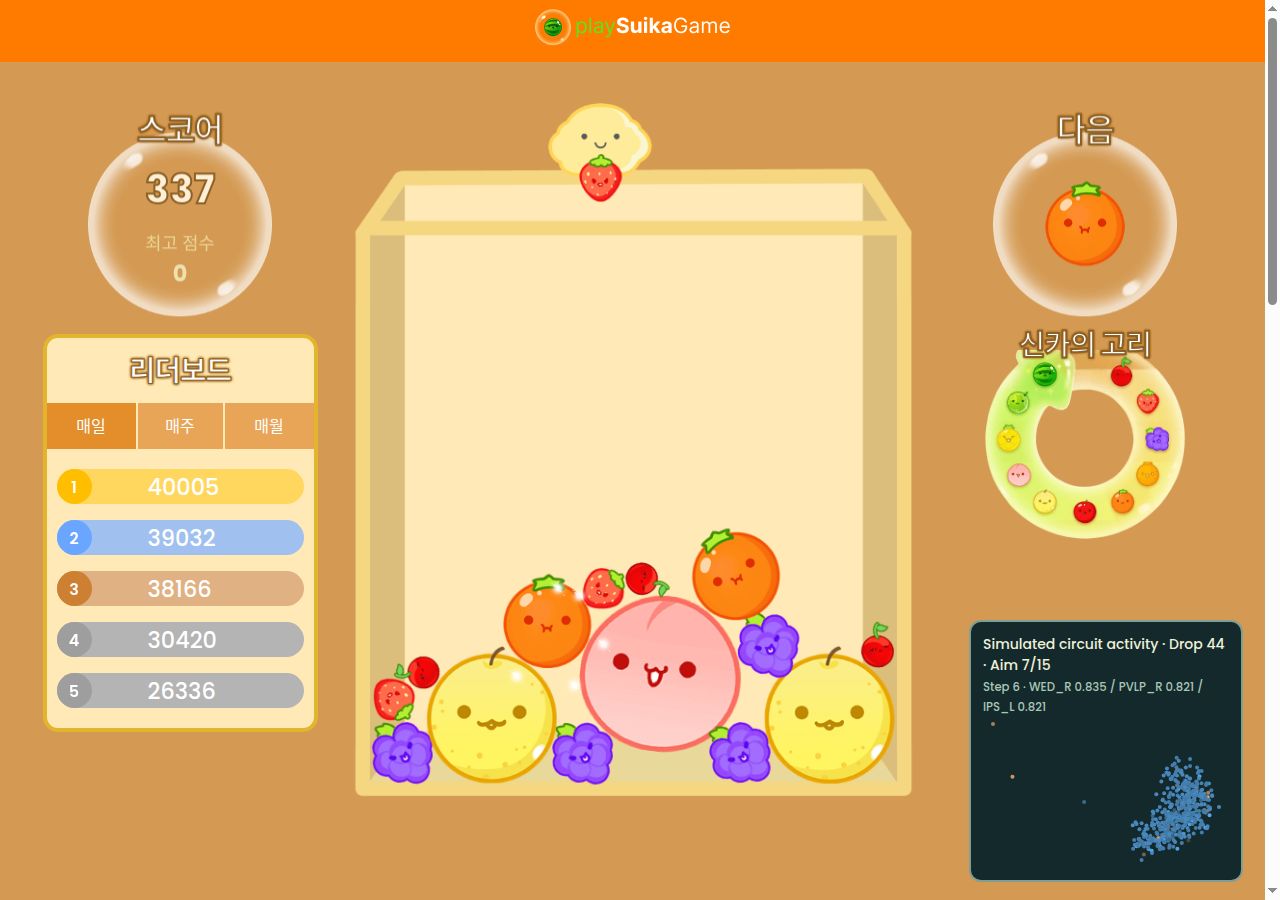 playSuikaGame
스코어
337
최고 점수
0
리더보드
매일
매주
매월
1
40005
2
39032
3
38166
4
30420
5
26336
다음
신카의 고리
Simulated circuit activity · Drop 44
· Aim 7/15
Step 6 · WED_R 0.835 / PVLP_R 0.821 /
IPS_L 0.821